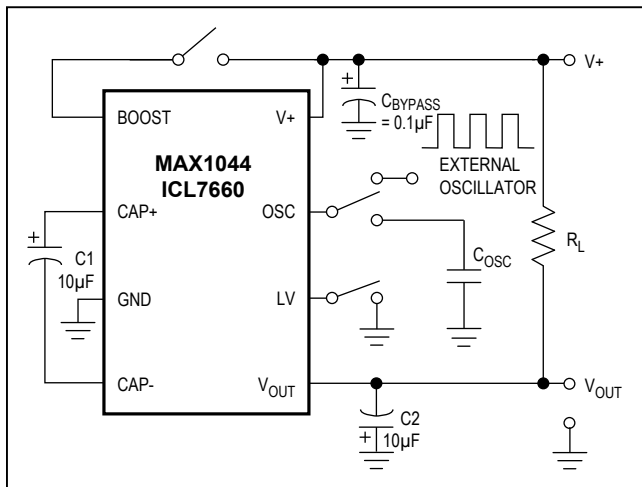 BOOST
V+
MAX1044
ICL7660
CAP+
OSC
GND
LV
CAP-
VOUT
+
C1
10µF
+
CBYPASS
= 0.1µF
EXTERNAL
OSCILLATOR
COSC
RL
V+
VOUT
C2
+
10µF